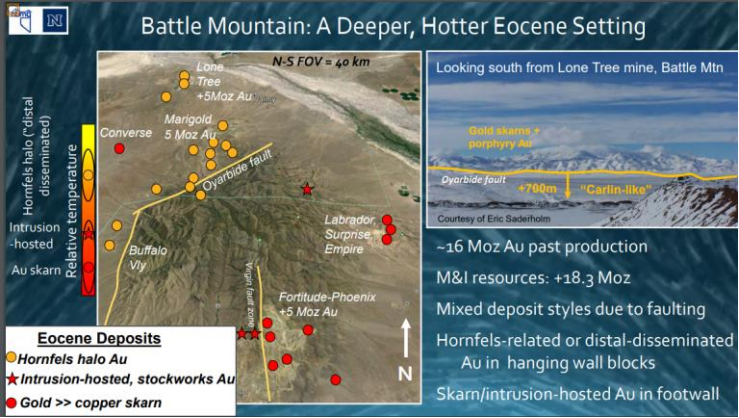 N
Battle Mountain: A Deeper, Hotter Eocene Setting
N-S FOV = 40 km
Lone
Tree
+5Moz Au
Marigold
5 Moz Au
Converse
Oyarbide fault
Labrador,
Surprise,
Empire
Buffalo
Vly
Virgin fault zone
Fortitude-Phoenix
+5 Moz Au
N
Hornfels halo ("distal
disseminated)
Intrusion
-hosted
Au skarn
Relative temperature
Eocene Deposits
Hornfels halo Au
Intrusion-hosted, stockworks Au
Gold >> copper skarn
Looking south from Lone Tree mine, Battle Mtn
Gold skarns +
porphyry Au
Oyarbide fault
+700m
"Carlin-like"
Courtesy of Eric Saderholm
~16 Moz Au past production
M&I resources: +18.3 Moz
Mixed deposit styles due to faulting
Hornfels-related or distal-disseminated
Au in hanging wall blocks
Skarn/intrusion-hosted Au in footwall